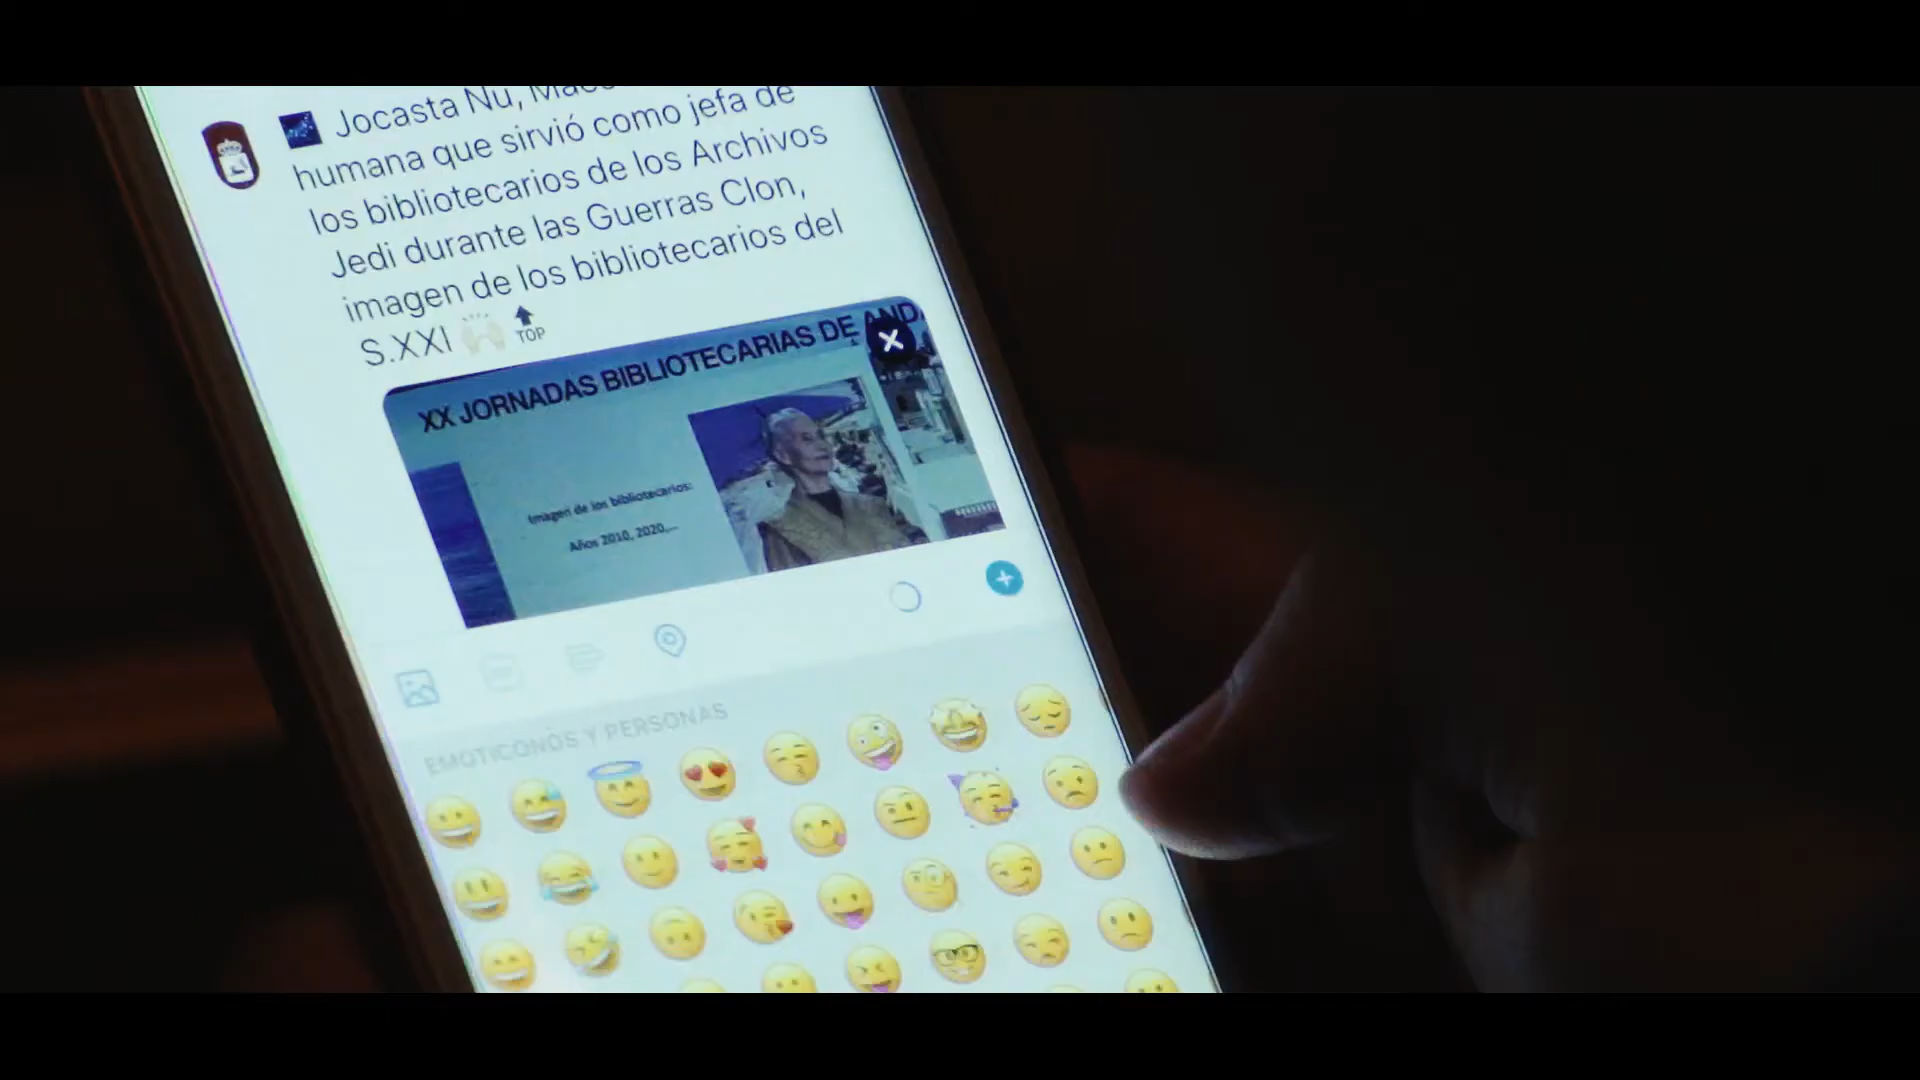 Jocasta Nu,
humana que sirvió como jefa de
los bibliotecarios de los Archivos
Jedi durante las Guerras Clon,
imagen de los bibliotecarios del
S.XXI 🙌🏻 🔝
TOP
XX JORNADAS BIBLIOTECARIAS DE
Imagen de los bibliotecarios:
Años 2010, 2020,...
EMOTICONOS Y PERSONAS